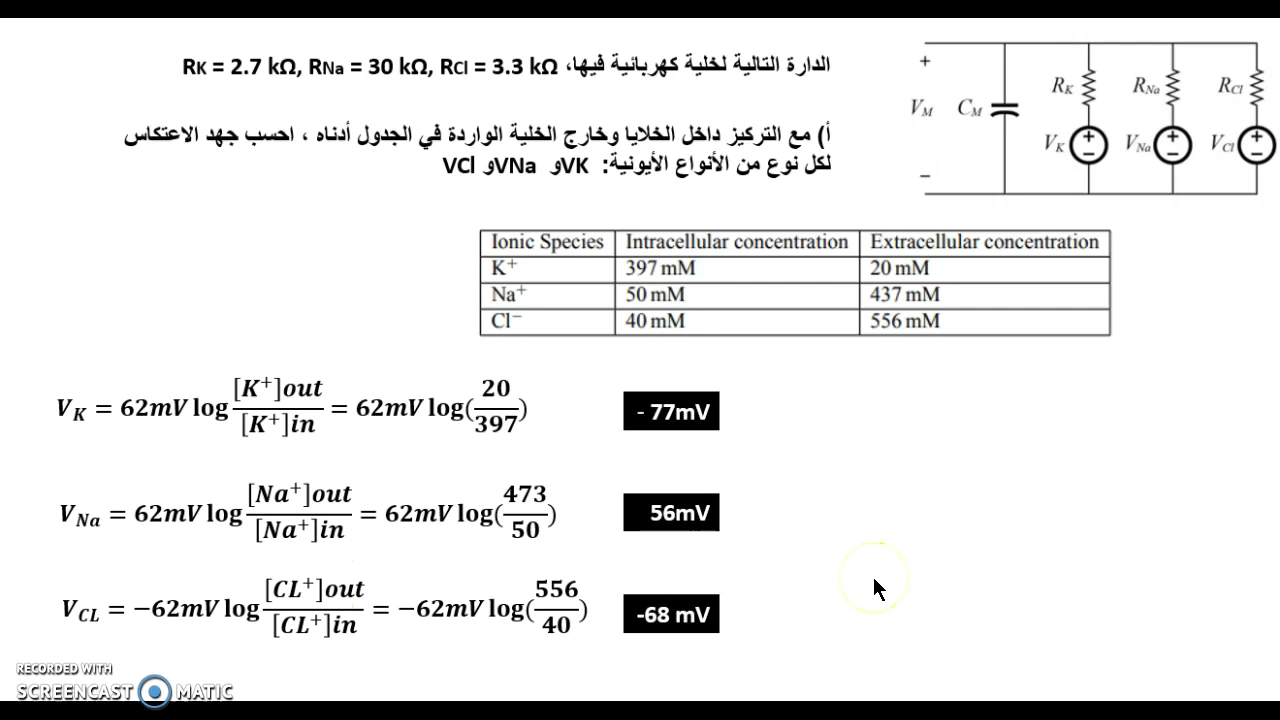 الدارة التالية لخلية كهربائية فيها، RK = 2.7 kΩ, RNa = 30 kΩ, RCl = 3.3 kΩ
أ) مع التركيز داخل الخلايا وخارج الخلية الواردة في الجدول أدناه ، احسب جهد الاعتكاس
لكل نوع من الأنواع الأيونية: VK و VNaو VCl
+
VM CM RK RNa RCl
VK + − VNa + − VCl + −
−
Ionic Species Intracellular concentration Extracellular concentration
K+ 397 mM 20 mM
Na+ 50 mM 437 mM
Cl− 40 mM 556 mM
VK = 62mV log [K+]out / [K+]in = 62mV log(20/397) - 77mV
VNa = 62mV log [Na+]out / [Na+]in = 62mV log(473/50) 56mV
VCL = −62mV log [CL+]out / [CL+]in = −62mV log(556/40) -68 mV
RECORDED WITH
SCREENCAST MATIC